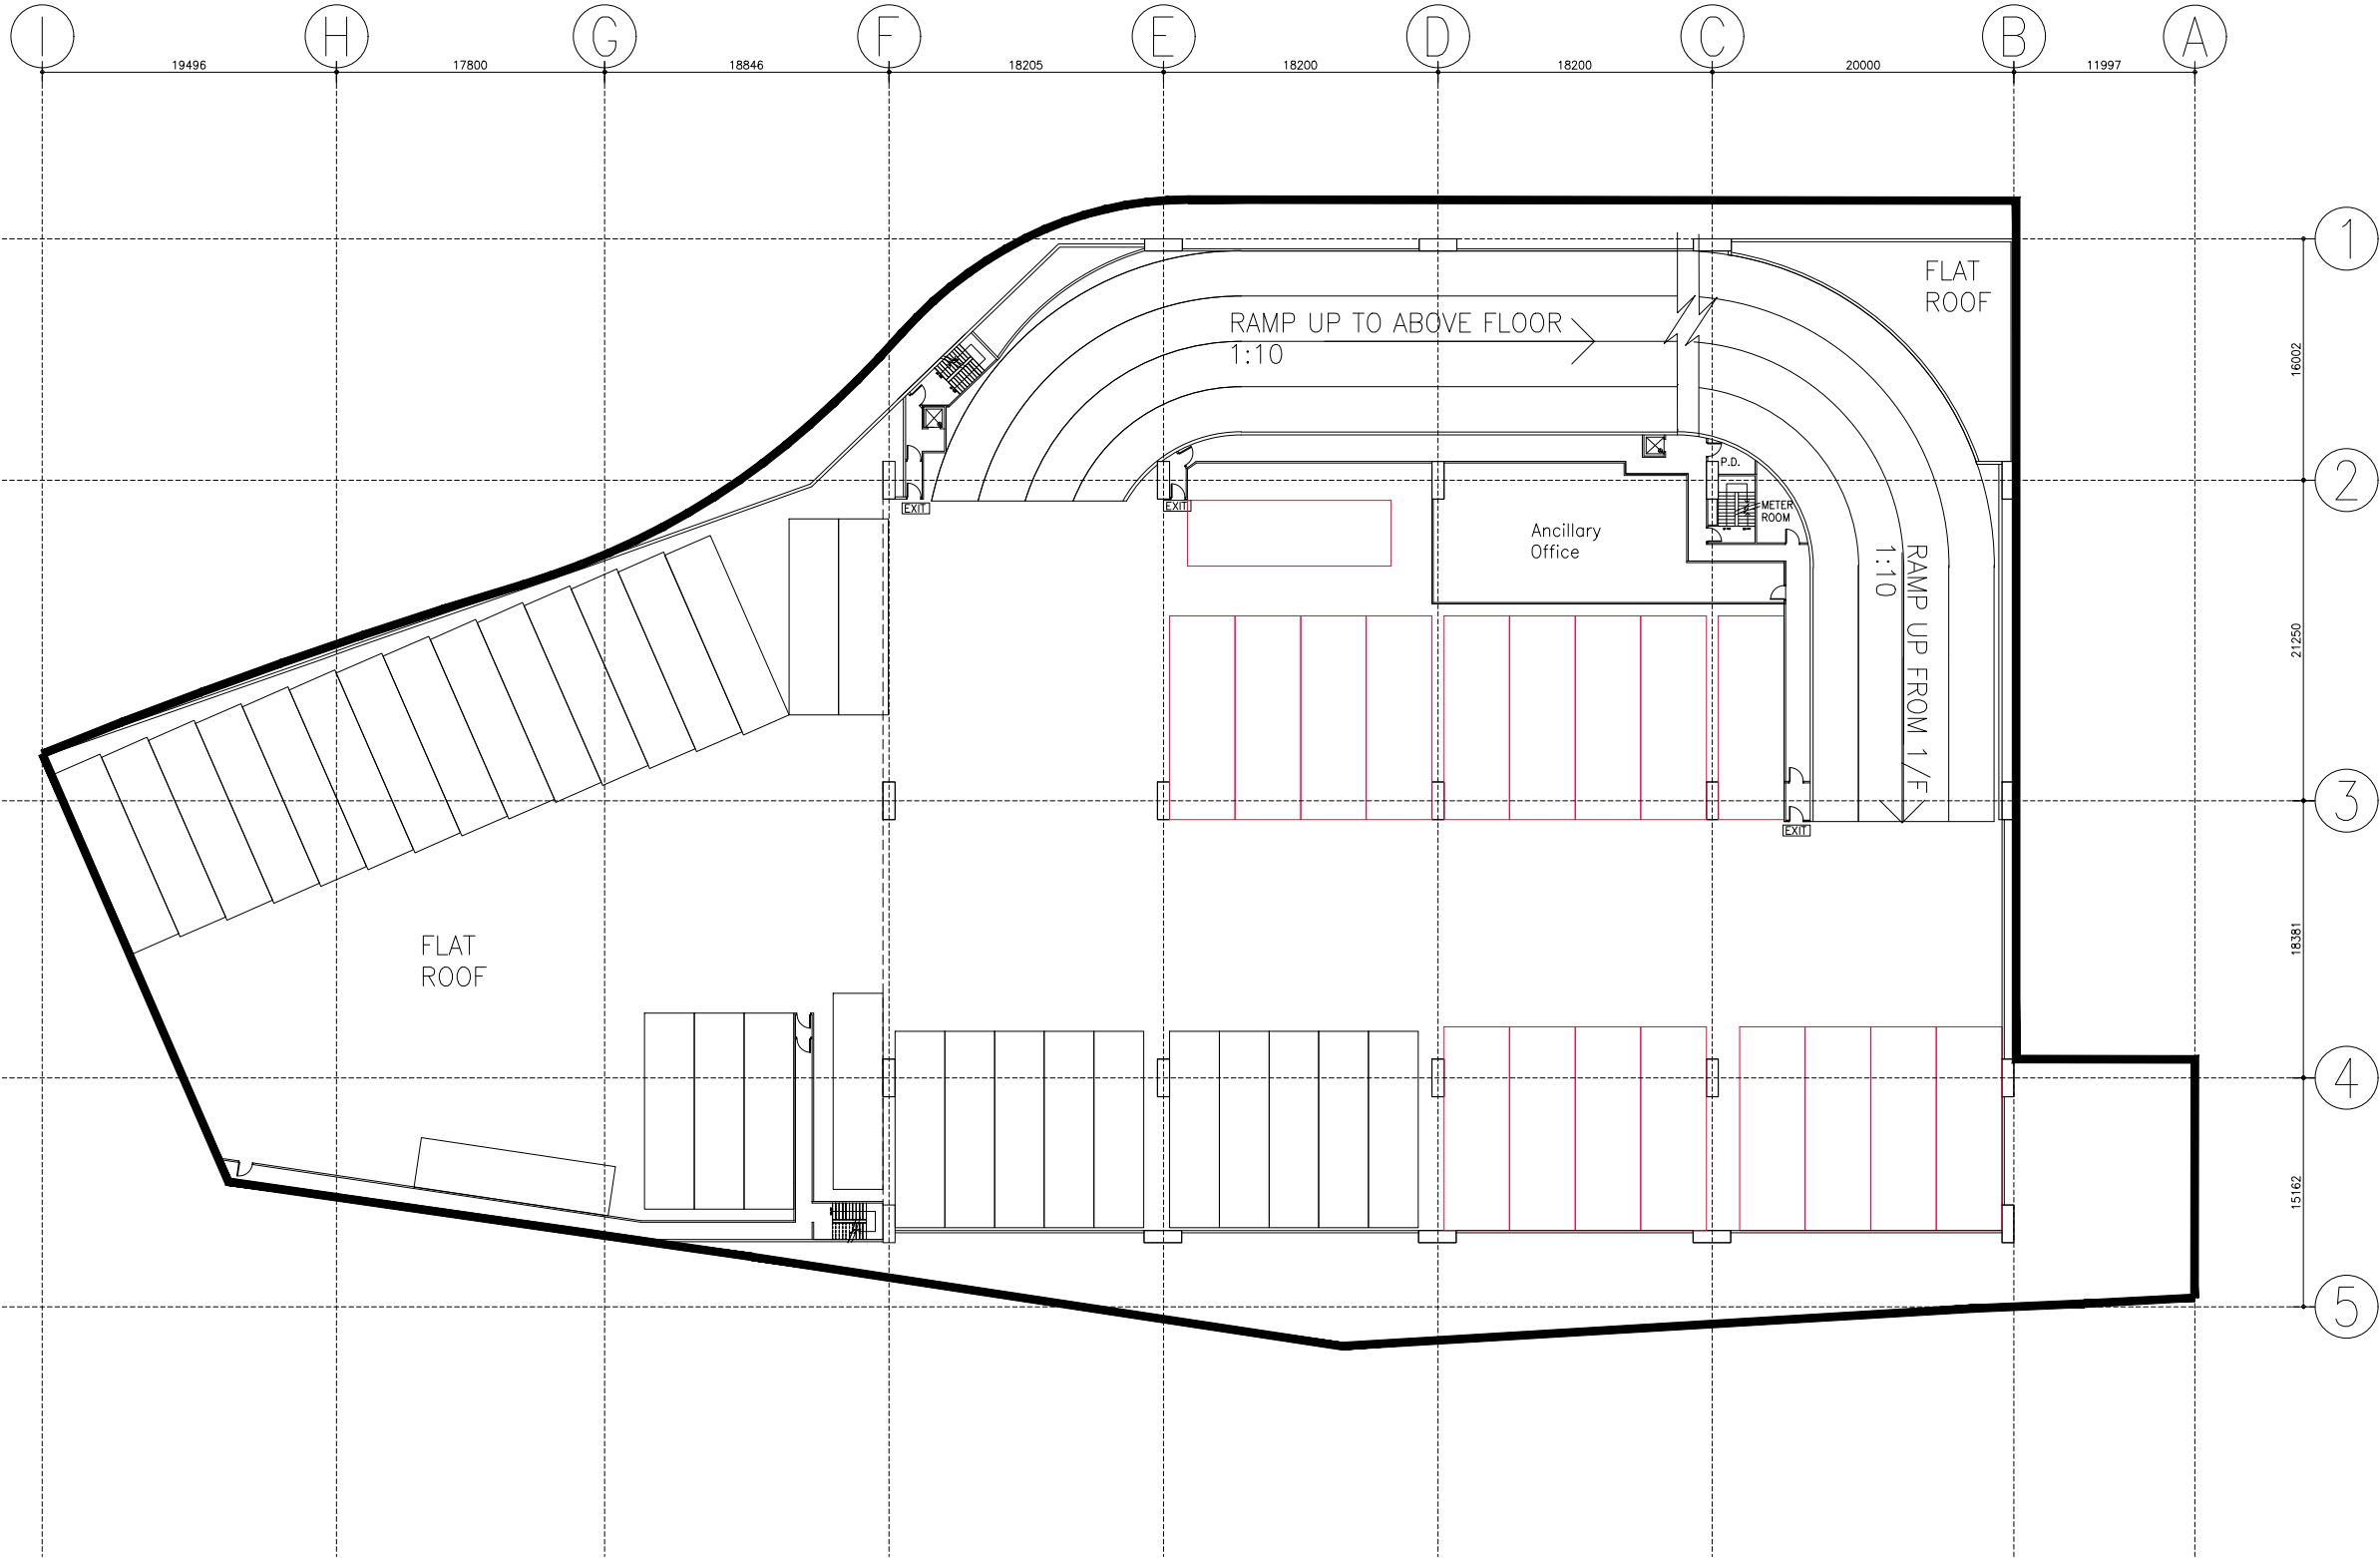 I H G F E D C B A
19496 17800 18846 18205 18200 18200 20000 11997
1
FLAT
ROOF
RAMP UP TO ABOVE FLOOR
1:10
16002
P.D.
2
METER
ROOM
EXIT
EXIT
Ancillary
Office
RAMP UP FROM 1/F
1:10
21250
3
EXIT
FLAT
ROOF
18381
4
15162
5